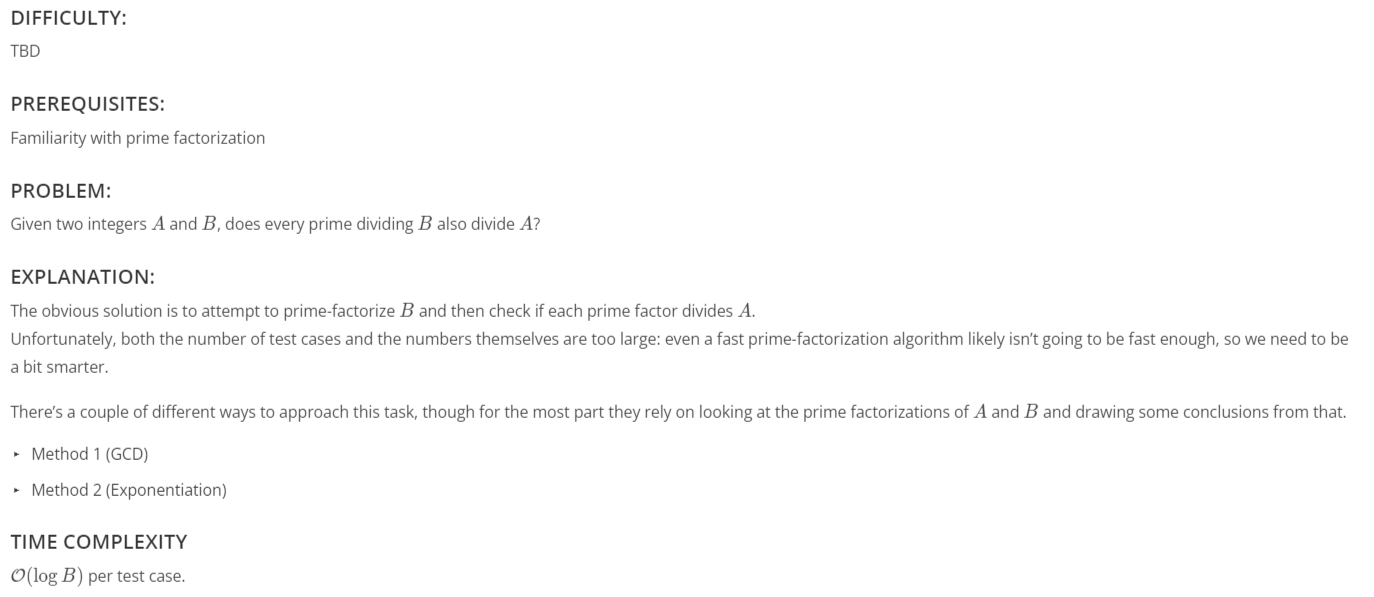 DIFFICULTY:
TBD
PREREQUISITES:
Familiarity with prime factorization
PROBLEM:
Given two integers A and B, does every prime dividing B also divide A?
EXPLANATION:
The obvious solution is to attempt to prime-factorize B and then check if each prime factor divides A.
Unfortunately, both the number of test cases and the numbers themselves are too large: even a fast prime-factorization algorithm likely isn’t going to be fast enough, so we need to be
a bit smarter.
There’s a couple of different ways to approach this task, though for the most part they rely on looking at the prime factorizations of A and B and drawing some conclusions from that.
‣ Method 1 (GCD)
‣ Method 2 (Exponentiation)
TIME COMPLEXITY
𝒪(log B) per test case.